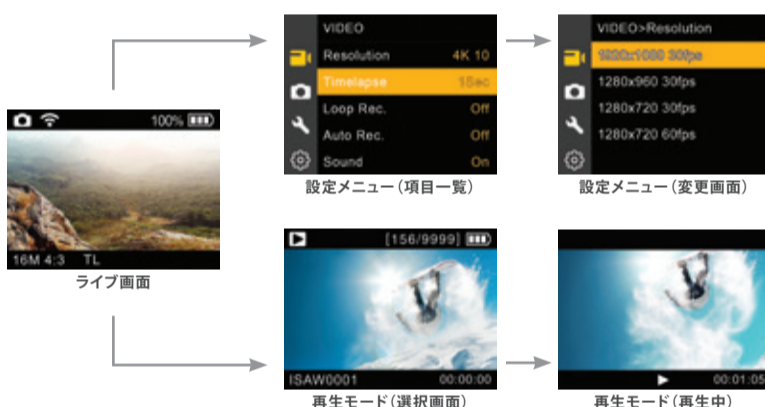 100%
16M 4:3 TL
ライブ画面
VIDEO
Resolution 4K 10
Timelapse 1Sec
Loop Rec. Off
Auto Rec. Off
Sound On
設定メニュー（項目一覧）
VIDEO>Resolution
1920x1080 30fps
1280x960 30fps
1280x720 30fps
1280x720 60fps
設定メニュー（変更画面）
[156/9999]
ISAW0001 00:00:00
再生モード（選択画面）
00:01:05
再生モード（再生中）